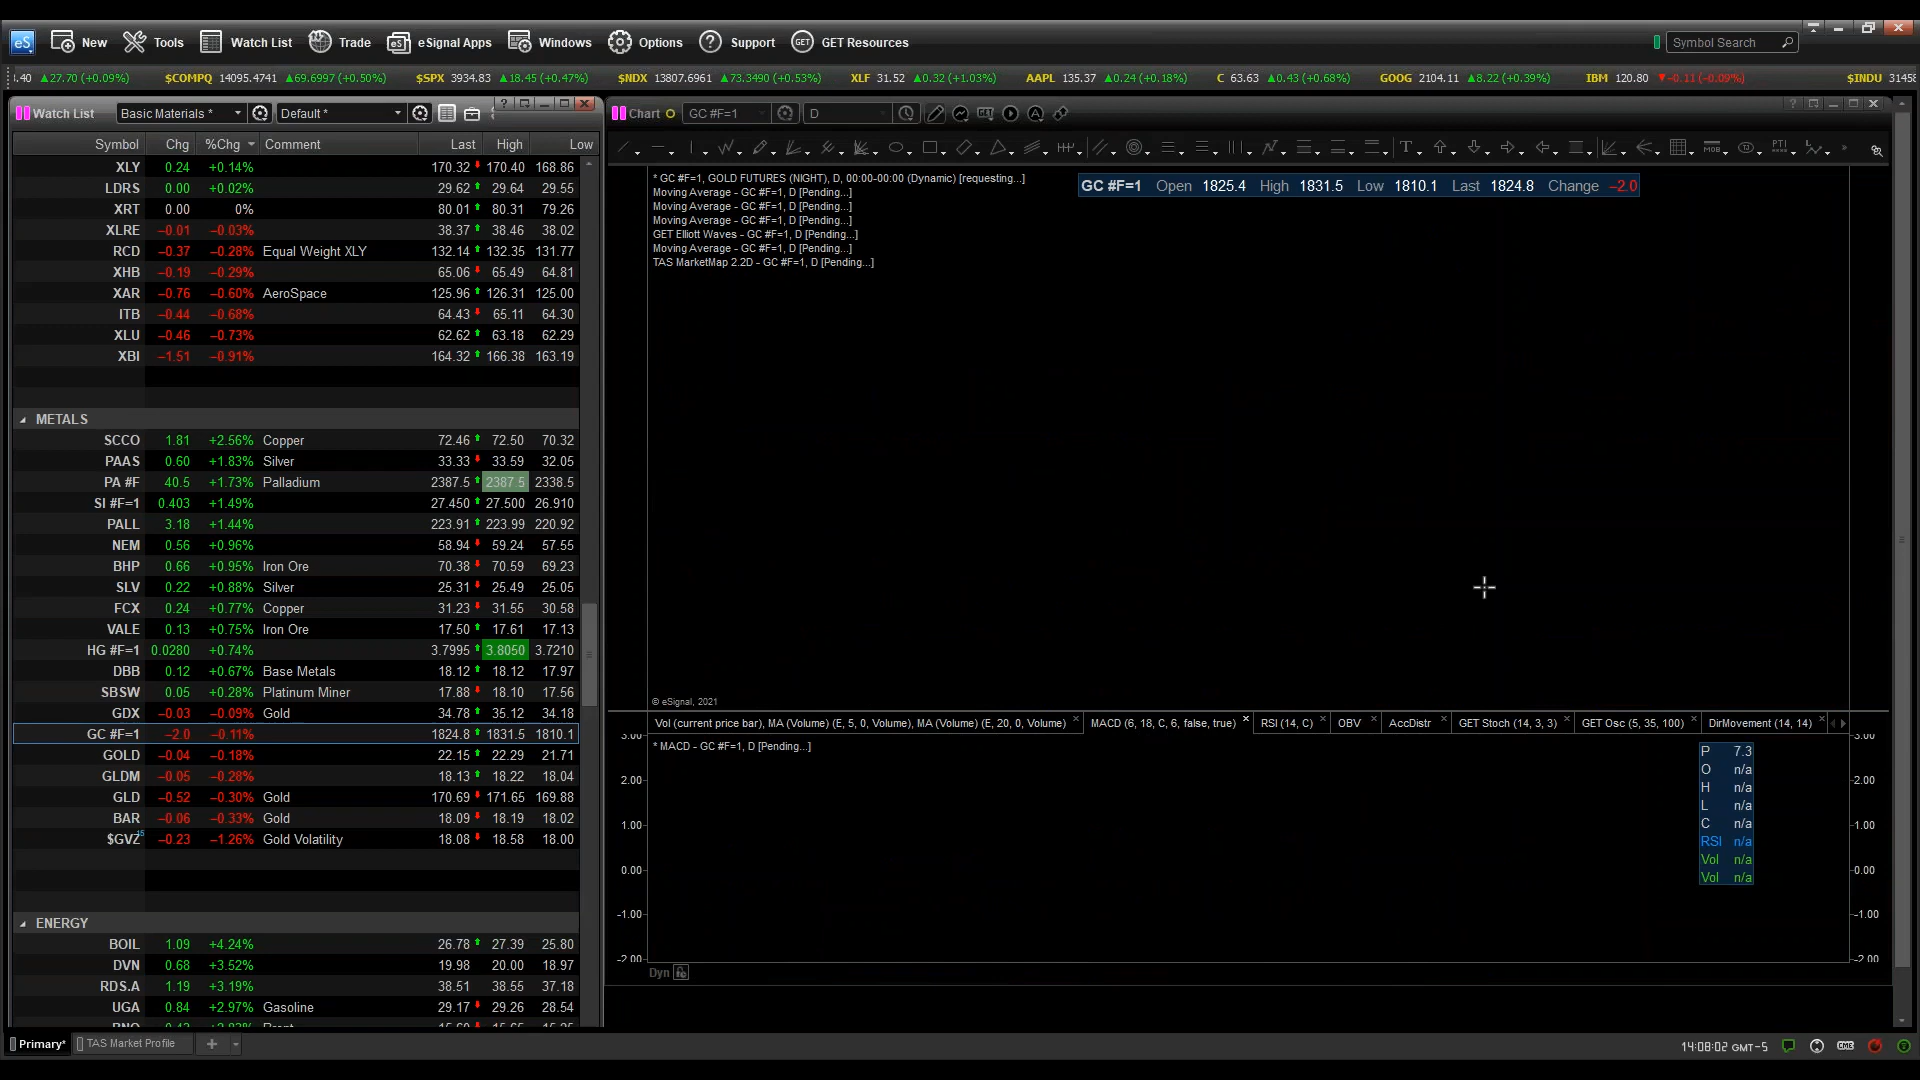 eS New Tools Watch List Trade eSignal Apps Windows Options Support GET Resources Symbol Search
.40 ▲27.70 (+0.09%) $COMPQ 14095.4741 ▲69.6997 (+0.50%) $SPX 3934.83 ▲18.45 (+0.47%) $NDX 13807.6961 ▲73.3490 (+0.53%) XLF 31.52 ▲0.32 (+1.03%) AAPL 135.37 ▲0.24 (+0.18%) C 63.63 ▲0.43 (+0.68%) GOOG 2104.11 ▲8.22 (+0.39%) IBM 120.80 ▼-0.11 (-0.09%) $INDU 31458
Watch List Basic Materials * Default *
Symbol Chg %Chg Comment Last High Low
XLY 0.24 +0.14% 170.32 170.40 168.86
LDRS 0.00 +0.02% 29.62 29.64 29.55
XRT 0.00 0% 80.01 80.31 79.26
XLRE -0.01 -0.03% 38.37 38.46 38.02
RCD -0.37 -0.28% Equal Weight XLY 132.14 132.35 131.77
XHB -0.19 -0.29% 65.06 65.49 64.81
XAR -0.76 -0.60% AeroSpace 125.96 126.31 125.00
ITB -0.44 -0.68% 64.43 65.11 64.30
XLU -0.46 -0.73% 62.62 63.18 62.29
XBI -1.51 -0.91% 164.32 166.38 163.19
METALS
SCCO 1.81 +2.56% Copper 72.46 72.50 70.32
PAAS 0.60 +1.83% Silver 33.33 33.59 32.05
PA #F 40.5 +1.73% Palladium 2387.5 2387.5 2338.5
SI #F=1 0.403 +1.49% 27.450 27.500 26.910
PALL 3.18 +1.44% 223.91 223.99 220.92
NEM 0.56 +0.96% 58.94 59.24 57.55
BHP 0.66 +0.95% Iron Ore 70.38 70.59 69.23
SLV 0.22 +0.88% Silver 25.31 25.49 25.05
FCX 0.24 +0.77% Copper 31.23 31.55 30.58
VALE 0.13 +0.75% Iron Ore 17.50 17.61 17.13
HG #F=1 0.0280 +0.74% 3.7995 3.8050 3.7210
DBB 0.12 +0.67% Base Metals 18.12 18.12 17.97
SBSW 0.05 +0.28% Platinum Miner 17.88 18.10 17.56
GDX -0.03 -0.09% Gold 34.78 35.12 34.18
GC #F=1 -2.0 -0.11% 1824.8 1831.5 1810.1
GOLD -0.04 -0.18% 22.15 22.29 21.71
GLDM -0.05 -0.28% 18.13 18.22 18.04
GLD -0.52 -0.30% Gold 170.69 171.65 169.88
BAR -0.06 -0.33% Gold 18.09 18.19 18.02
$GVZ 15 -0.23 -1.26% Gold Volatility 18.08 18.58 18.00
ENERGY
BOIL 1.09 +4.24% 26.78 27.39 25.80
DVN 0.68 +3.52% 19.98 20.00 18.97
RDS.A 1.19 +3.19% 38.51 38.55 37.18
UGA 0.84 +2.97% Gasoline 29.17 29.26 28.54
Chart GC #F=1 D
* GC #F=1, GOLD FUTURES (NIGHT), D, 00:00-00:00 (Dynamic) [requesting...]
Moving Average - GC #F=1, D [Pending...]
Moving Average - GC #F=1, D [Pending...]
Moving Average - GC #F=1, D [Pending...]
GET Elliott Waves - GC #F=1, D [Pending...]
Moving Average - GC #F=1, D [Pending...]
TAS MarketMap 2.2D - GC #F=1, D [Pending...]
GC #F=1 Open 1825.4 High 1831.5 Low 1810.1 Last 1824.8 Change -2.0
© eSignal, 2021
Vol (current price bar), MA (Volume) (E, 5, 0, Volume), MA (Volume) (E, 20, 0, Volume) MACD (6, 18, C, 6, false, true) RSI (14, C) OBV AccDistr GET Stoch (14, 3, 3) GET Osc (5, 35, 100) DirMovement (14, 14)
* MACD - GC #F=1, D [Pending...]
3.00 3.00
2.00 2.00
1.00 1.00
0.00 0.00
-1.00 -1.00
-2.00 -2.00
P 7.3
O n/a
H n/a
L n/a
C n/a
RSI n/a
Vol n/a
Vol n/a
Dyn
Primary* TAS Market Profile + 14:08:02 GMT-5 CME